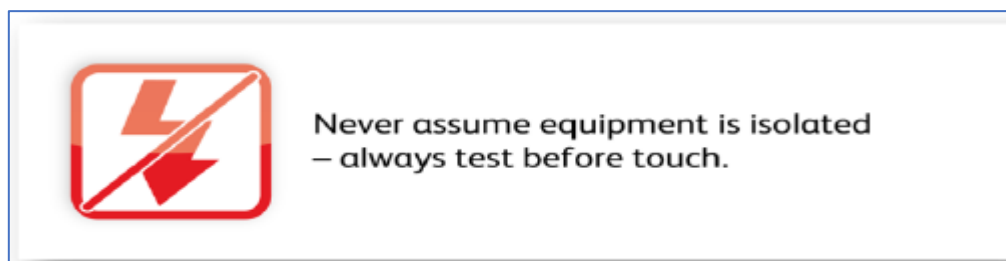 Never assume equipment is isolated
– always test before touch.